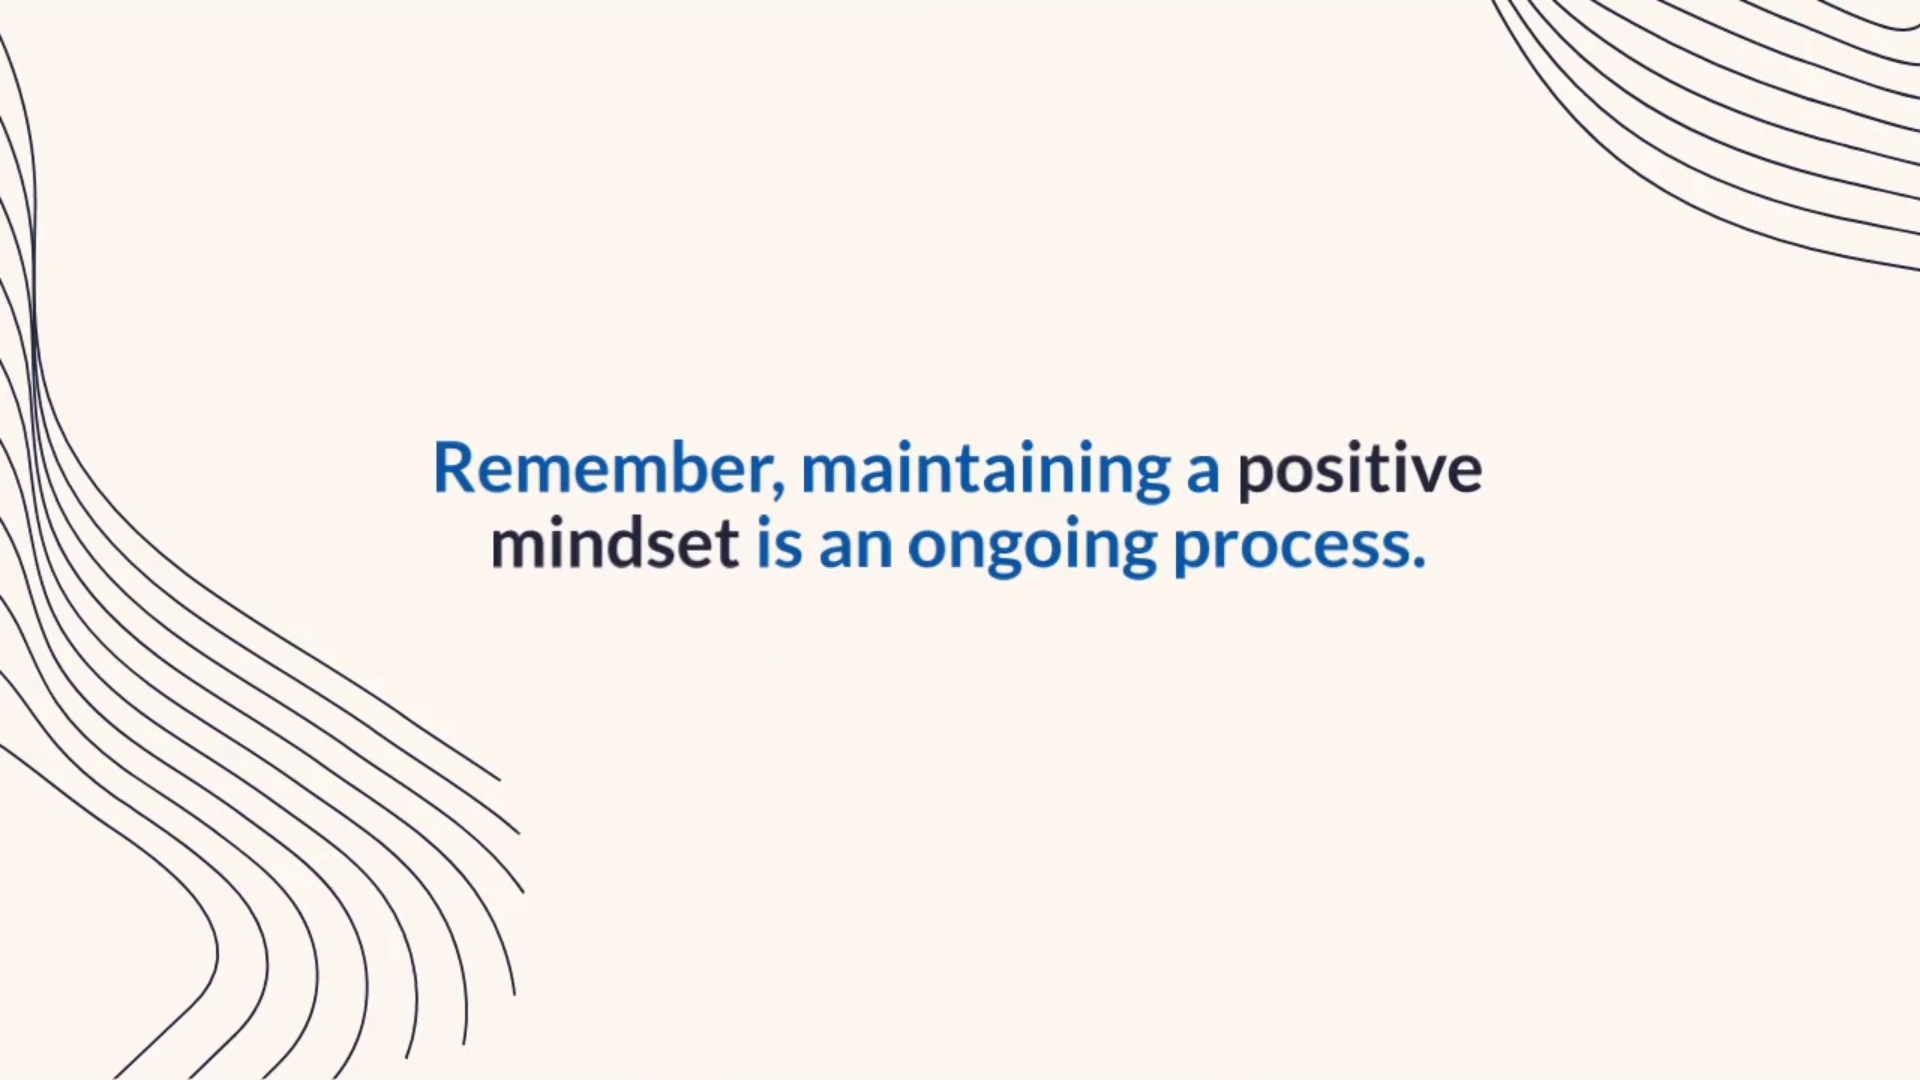 Remember, maintaining a positive
mindset is an ongoing process.